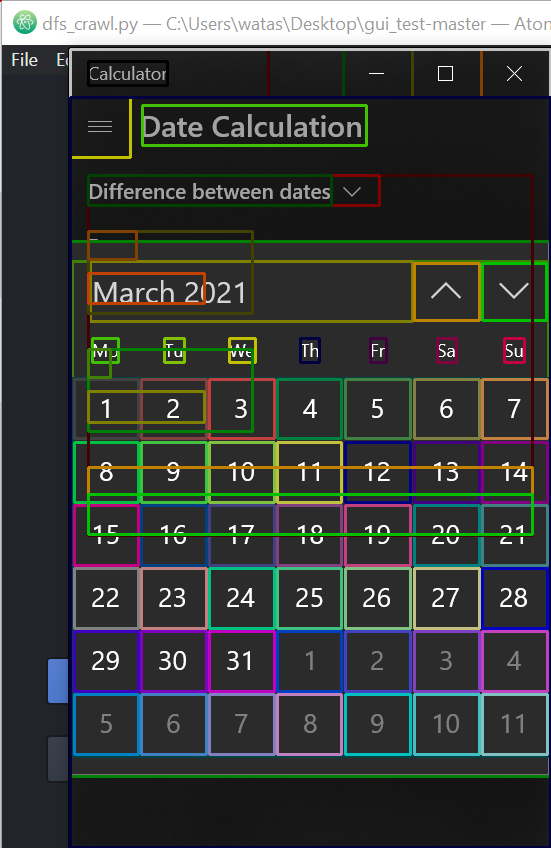 dfs_crawl.py — C:\Users\watas\Desktop\gui_test-master — Atom
File
Calculator
Date Calculation
Difference between dates
March 2021
Mo Tu We Th Fr Sa Su
1 2 3 4 5 6 7
8 9 10 11 12 13 14
15 16 17 18 19 20 21
22 23 24 25 26 27 28
29 30 31 1 2 3 4
5 6 7 8 9 10 11